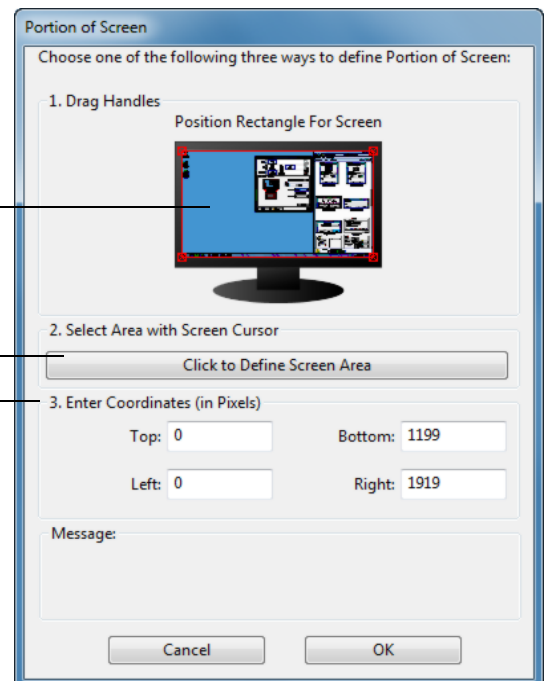 Portion of Screen
Choose one of the following three ways to define Portion of Screen:
1. Drag Handles
Position Rectangle For Screen
2. Select Area with Screen Cursor
Click to Define Screen Area
3. Enter Coordinates (in Pixels)
Top: 0 Bottom: 1199
Left: 0 Right: 1919
Message:
Cancel OK